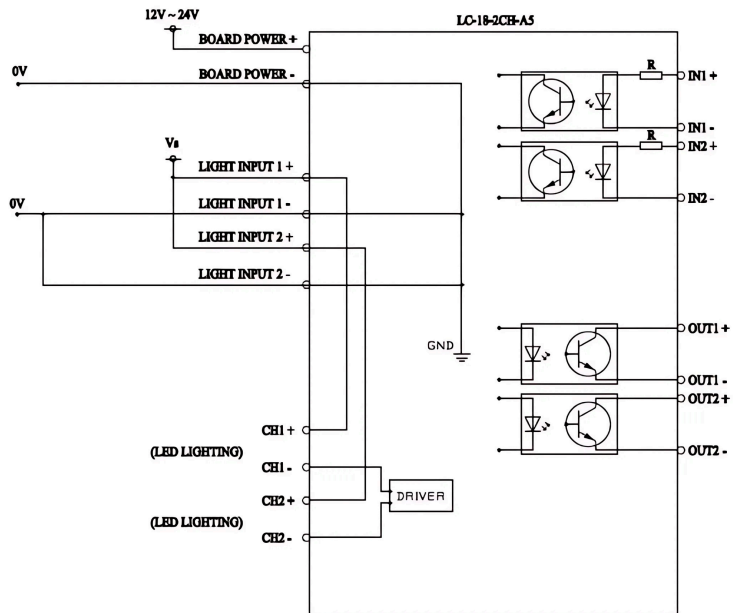 12V~24V
LC-18-2CH-A5
BOARD POWER +
0V
BOARD POWER -
R
IN1 +
IN1 -
R
IN2 +
Vs
LIGHT INPUT 1 +
IN2 -
0V
LIGHT INPUT 1 -
LIGHT INPUT 2 +
LIGHT INPUT 2 -
OUT1 +
GND
OUT1 -
OUT2 +
CH1 +
(LED LIGHTING)
OUT2 -
CH1 -
DRIVER
CH2 +
(LED LIGHTING)
CH2 -